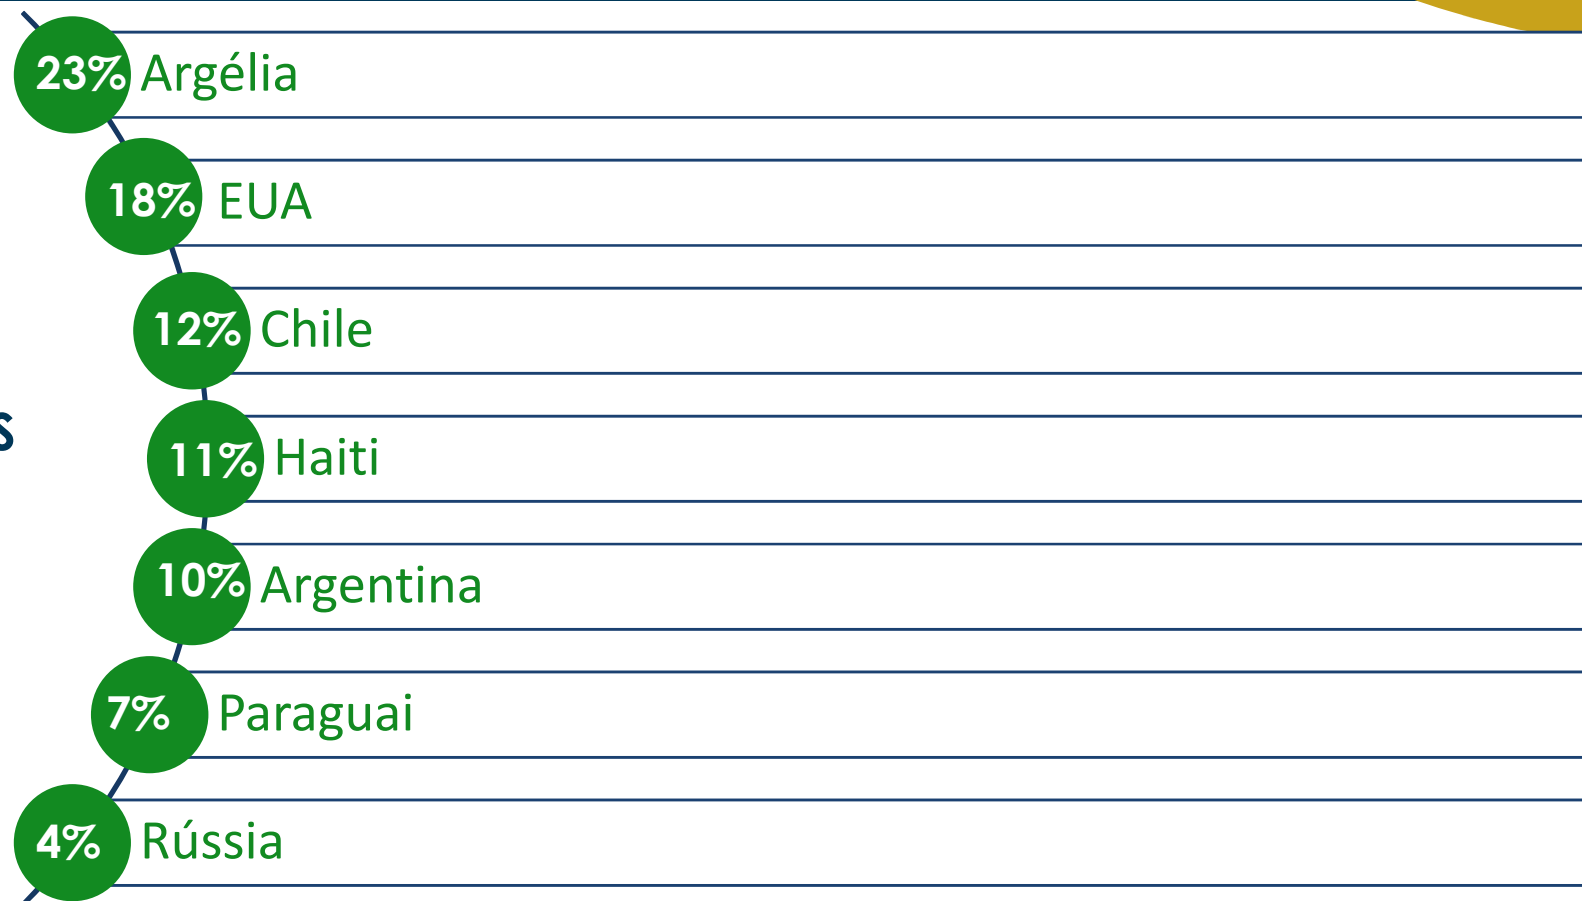 23% Argélia
18% EUA
12% Chile
s
11% Haiti
10% Argentina
7% Paraguai
4% Rússia